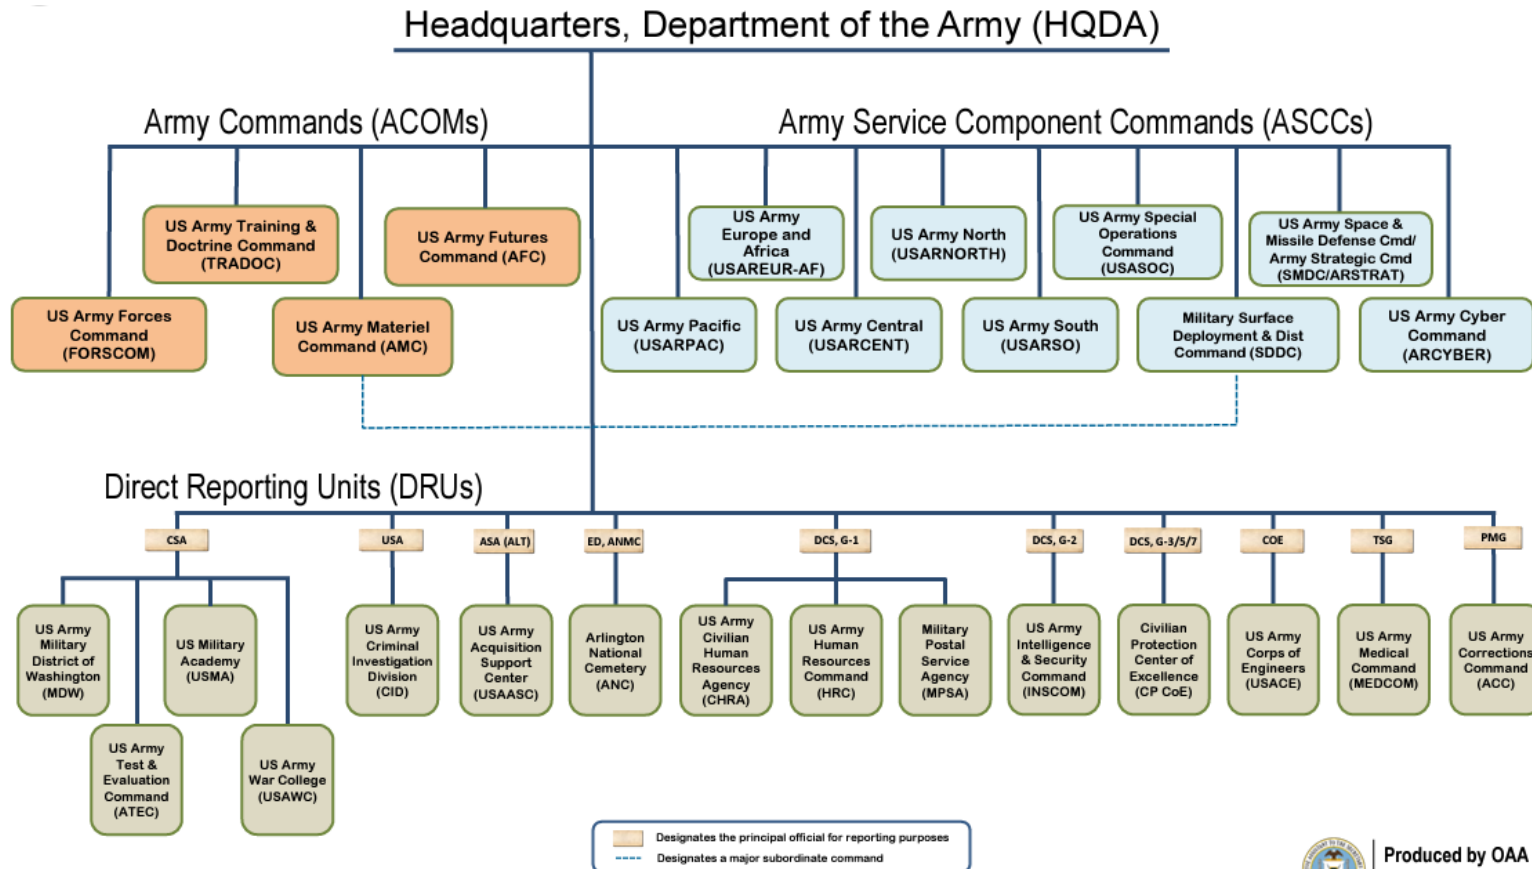 Headquarters, Department of the Army (HQDA)
Army Commands (ACOMs)
Army Service Component Commands (ASCCs)
US Army Training &
Doctrine Command
(TRADOC)
US Army Futures
Command (AFC)
US Army
Europe and
Africa
(USAREUR-AF)
US Army North
(USARNORTH)
US Army Special
Operations
Command
(USASOC)
US Army Space &
Missile Defense Cmd/
Army Strategic Cmd
(SMDC/ARSTRAT)
US Army Forces
Command
(FORSCOM)
US Army Materiel
Command (AMC)
US Army Pacific
(USARPAC)
US Army Central
(USARCENT)
US Army South
(USARSO)
Military Surface
Deployment & Dist
Command (SDDC)
US Army Cyber
Command
(ARCYBER)
Direct Reporting Units (DRUs)
CSA
USA
ASA (ALT)
ED, ANMC
DCS, G-1
DCS, G-2
DCS, G-3/5/7
COE
TSG
PMG
US Army
Military
District of
Washington
(MDW)
US Military
Academy
(USMA)
US Army
Criminal
Investigation
Division
(CID)
US Army
Acquisition
Support
Center
(USAASC)
Arlington
National
Cemetery
(ANC)
US Army
Civilian
Human
Resources
Agency
(CHRA)
US Army
Human
Resources
Command
(HRC)
Military
Postal
Service
Agency
(MPSA)
US Army
Intelligence
& Security
Command
(INSCOM)
Civilian
Protection
Center of
Excellence
(CP CoE)
US Army
Corps of
Engineers
(USACE)
US Army
Medical
Command
(MEDCOM)
US Army
Corrections
Command
(ACC)
US Army
Test &
Evaluation
Command
(ATEC)
US Army
War College
(USAWC)
Designates the principal official for reporting purposes
Designates a major subordinate command
Produced by OAA